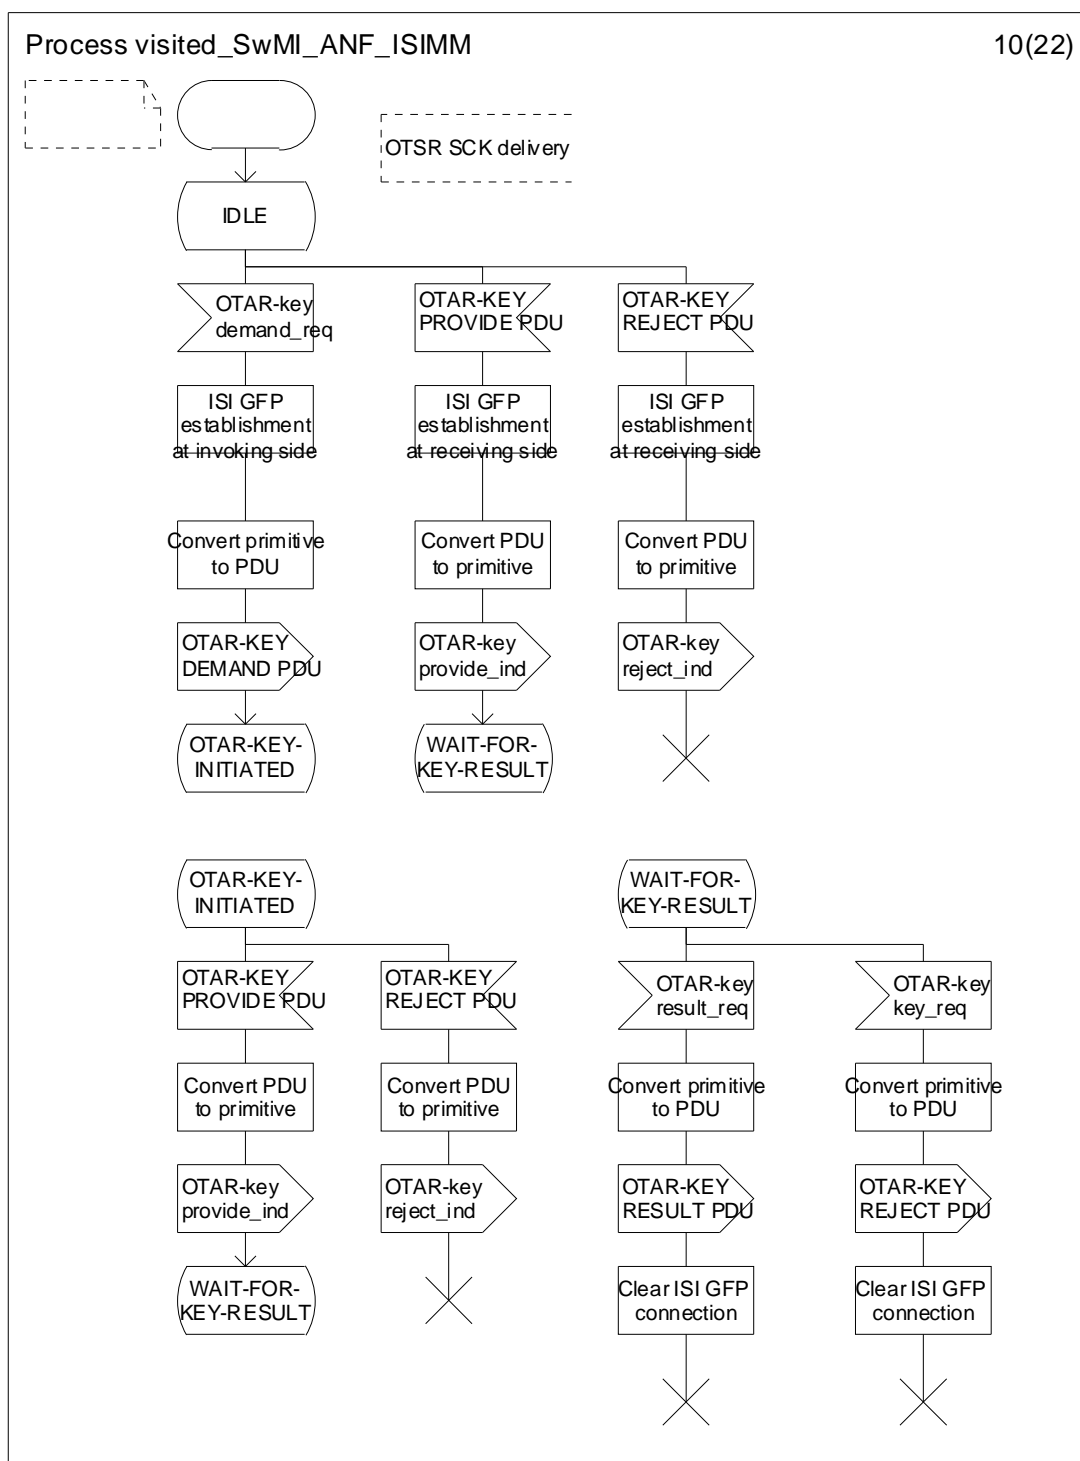 Process visited_SwMI_ANF_ISIMM
10(22)
OTSR SCK delivery
IDLE
OTAR-key
demand_req
OTAR-KEY
PROVIDE PDU
OTAR-KEY
REJECT PDU
ISI GFP
establishment
at invoking side
ISI GFP
establishment
at receiving side
ISI GFP
establishment
at receiving side
Convert primitive
to PDU
Convert PDU
to primitive
Convert PDU
to primitive
OTAR-KEY
DEMAND PDU
OTAR-key
provide_ind
OTAR-key
reject_ind
OTAR-KEY-
INITIATED
WAIT-FOR-
KEY-RESULT
OTAR-KEY-
INITIATED
WAIT-FOR-
KEY-RESULT
OTAR-KEY
PROVIDE PDU
OTAR-KEY
REJECT PDU
OTAR-key
result_req
OTAR-key
key_req
Convert PDU
to primitive
Convert PDU
to primitive
Convert primitive
to PDU
Convert primitive
to PDU
OTAR-key
provide_ind
OTAR-key
reject_ind
OTAR-KEY
RESULT PDU
OTAR-KEY
REJECT PDU
WAIT-FOR-
KEY-RESULT
Clear ISI GFP
connection
Clear ISI GFP
connection